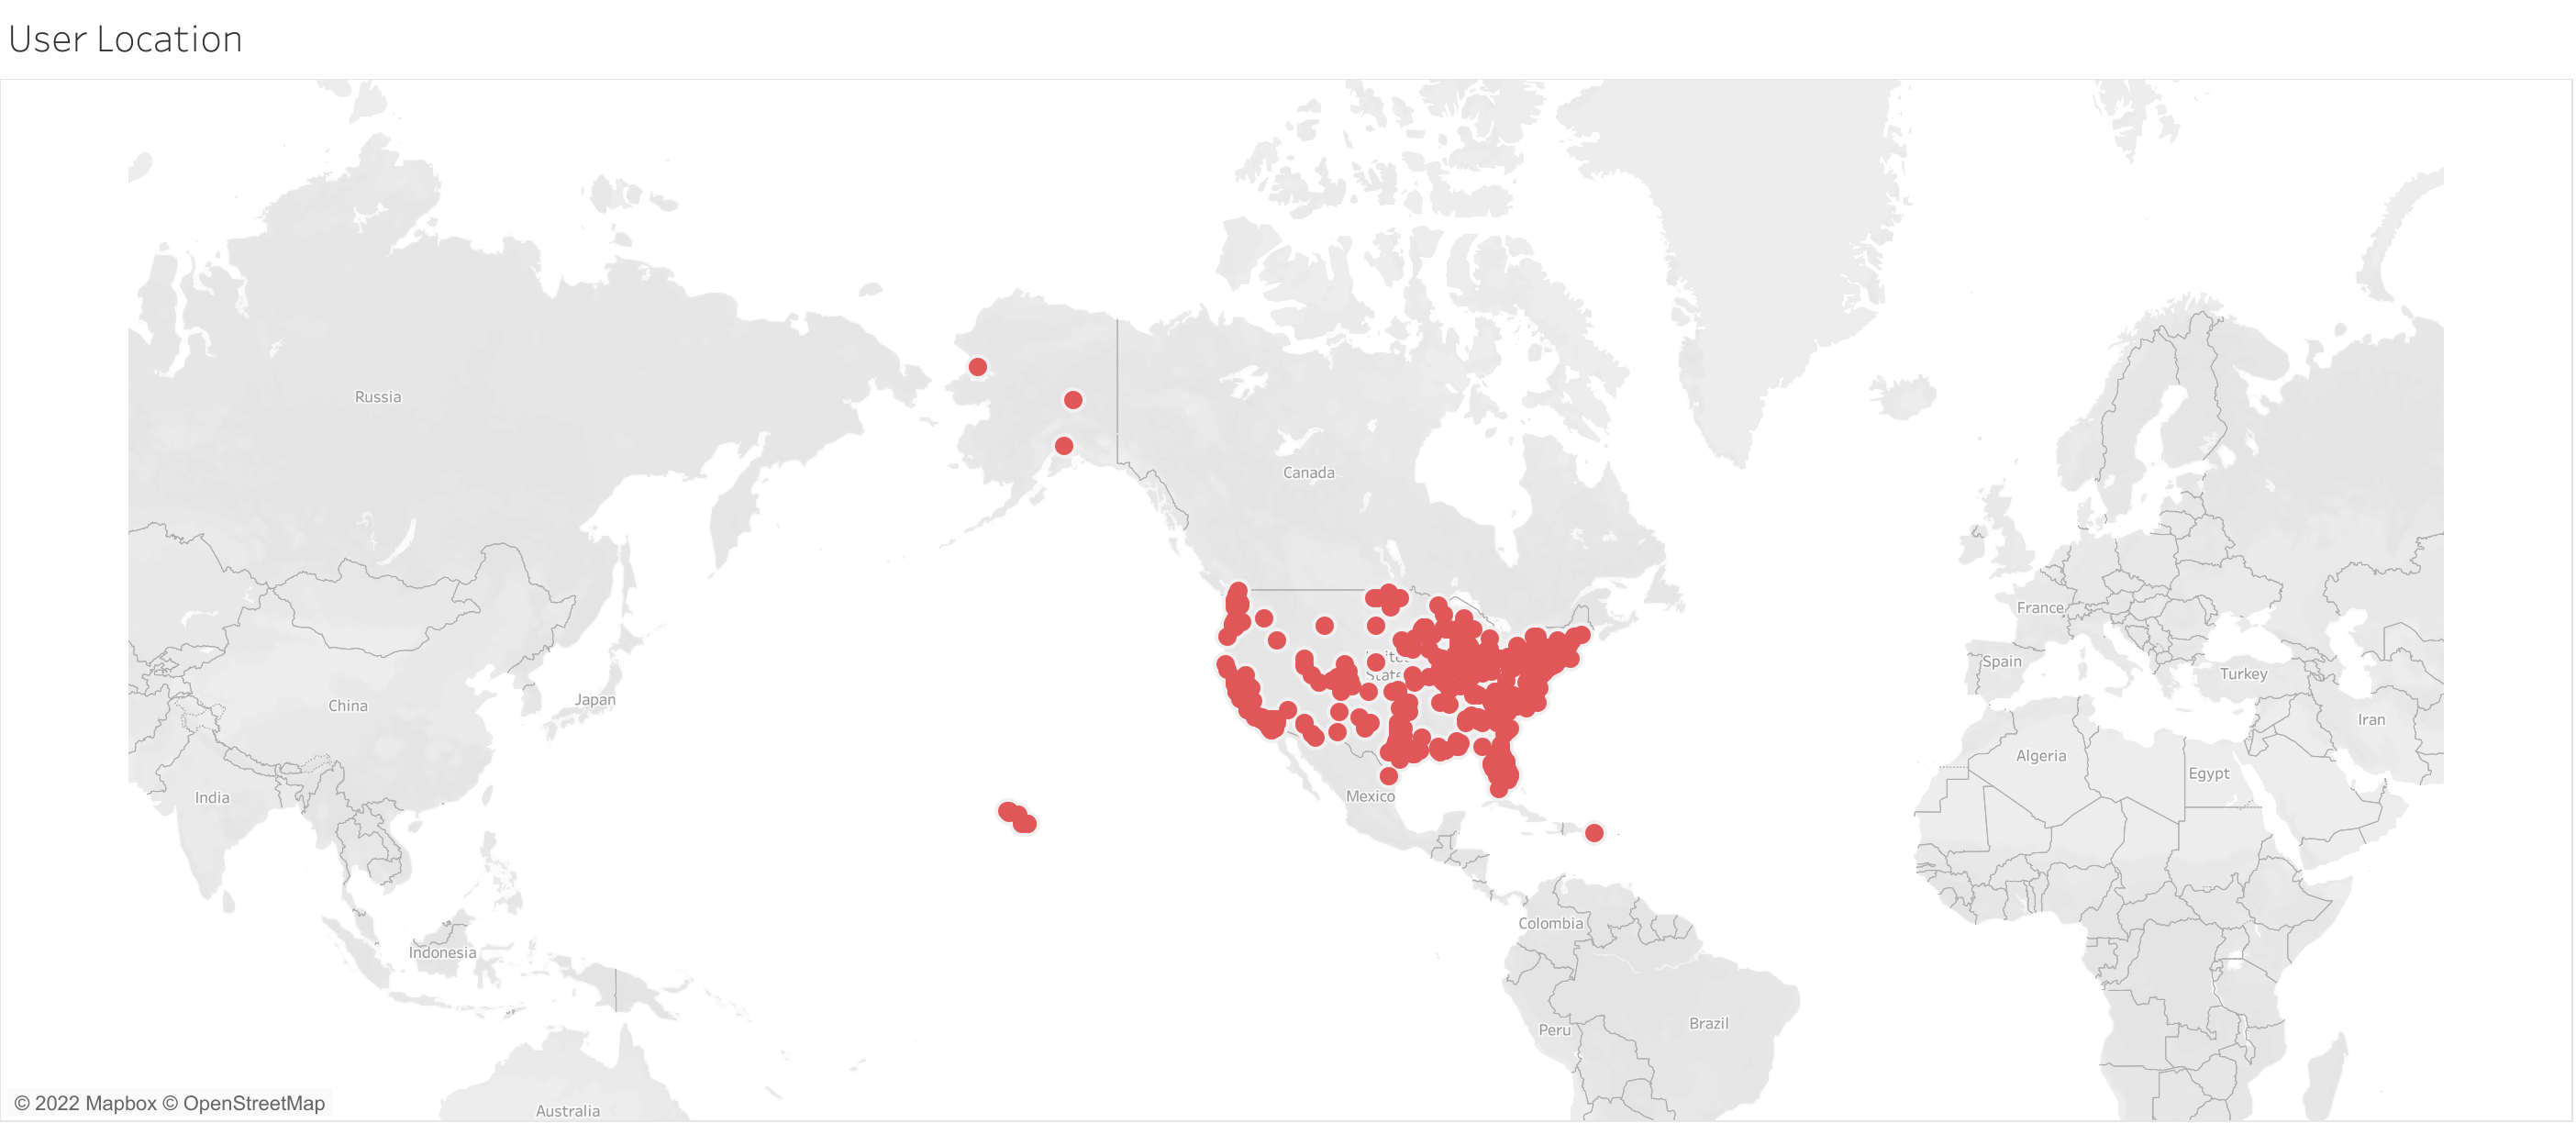 User Location
Russia
Canada
France
Spain
Turkey
China
Japan
Iran
Algeria
Egypt
India
Mexico
Colombia
Indonesia
Peru
Brazil
Australia
© 2022 Mapbox © OpenStreetMap